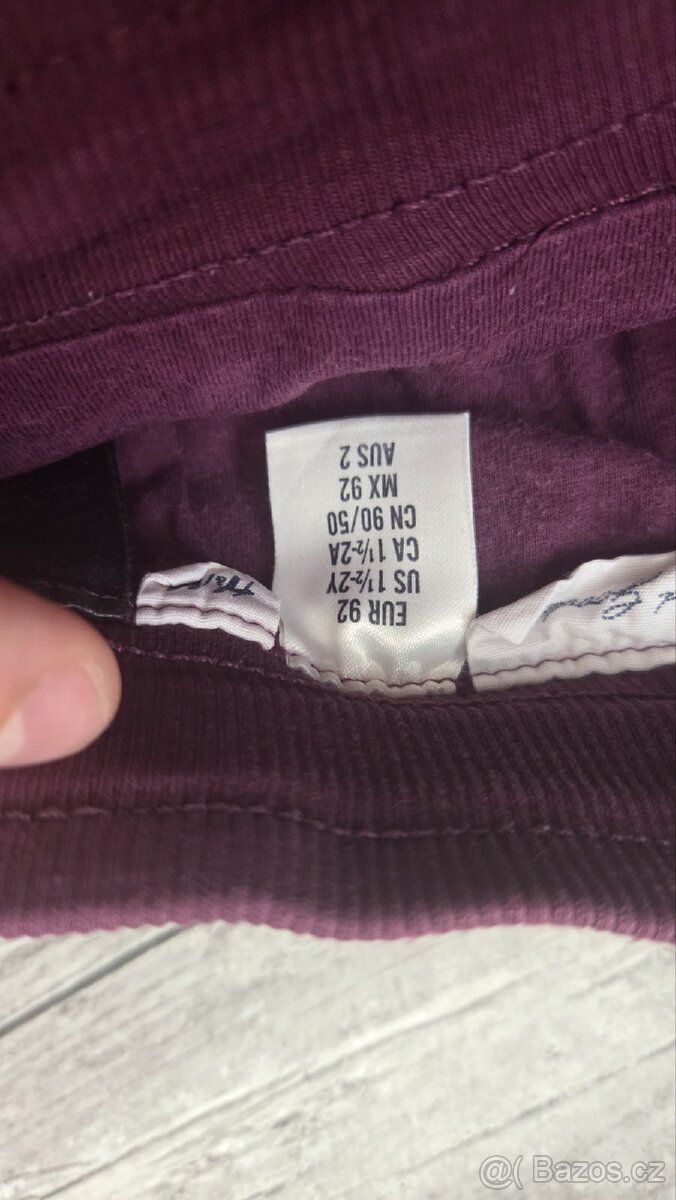 EUR 92
US 1½-2Y
CA 1½-2A
CN 90/50
MX 92
AUS 2
@( Bazos.cz